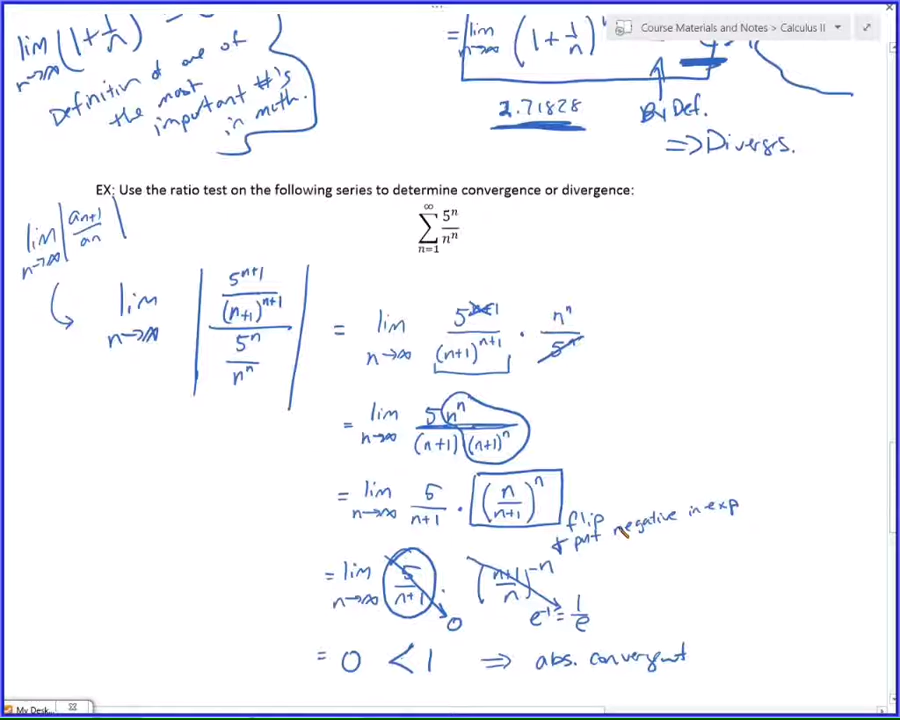 Course Materials and Notes > Calculus II
lim n→∞ (1 + 1/n)
Definition of one of
the most
important #'s
in math.
= lim n→∞ (1 + 1/n)
2.71828
By Def.
⇒ Diverges.
EX: Use the ratio test on the following series to determine convergence or divergence:
∑ n=1 ∞ 5^n / n^n
lim n→∞ |an+1 / an|
lim n→∞ | (5^(n+1) / (n+1)^(n+1)) / (5^n / n^n) | = lim n→∞ 5^(n+1) / (n+1)^(n+1) · n^n / 5^n
= lim n→∞ 5 n^n / (n+1) (n+1)^n
= lim n→∞ 5 / n+1 · (n / n+1)^n
flip
+ put negative in exp
= lim n→∞ 5 / n+1 · (n+1 / n)^-n
0
e^-1 = 1/e
= 0 < 1 ⇒ abs. convergent
My Desk...